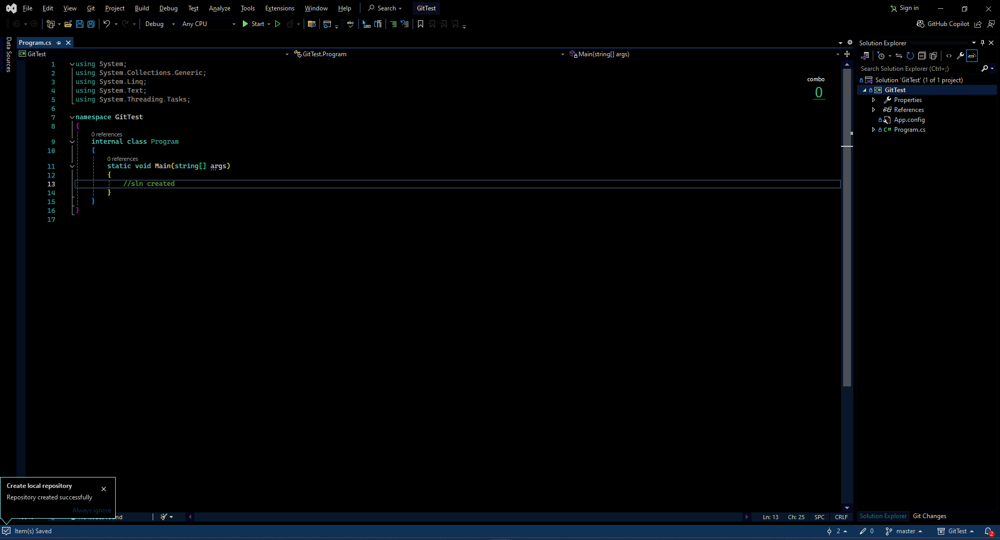 File Edit View Git Project Build Debug Test Analyze Tools Extensions Window Help Search GitTest Sign in
Debug Any CPU Start abc GitHub Copilot
Data Sources
Program.cs
GitTest GitTest.Program Main(string[] args)
1 using System;
2 using System.Collections.Generic;
3 using System.Linq;
4 using System.Text;
5 using System.Threading.Tasks;
6
7 namespace GitTest
8 {
0 references
9 internal class Program
10 {
0 references
11 static void Main(string[] args)
12 {
13 //sln created
14 }
15 }
16 }
17
combo
0
Solution Explorer
Search Solution Explorer (Ctrl+;)
Solution 'GitTest' (1 of 1 project)
C# GitTest
Properties
References
App.config
C# Program.cs
Create local repository
Repository created successfully
Always ignore
Ln: 13 Ch: 25 SPC CRLF
Solution Explorer Git Changes
Item(s) Saved
2 0 master GitTest 2